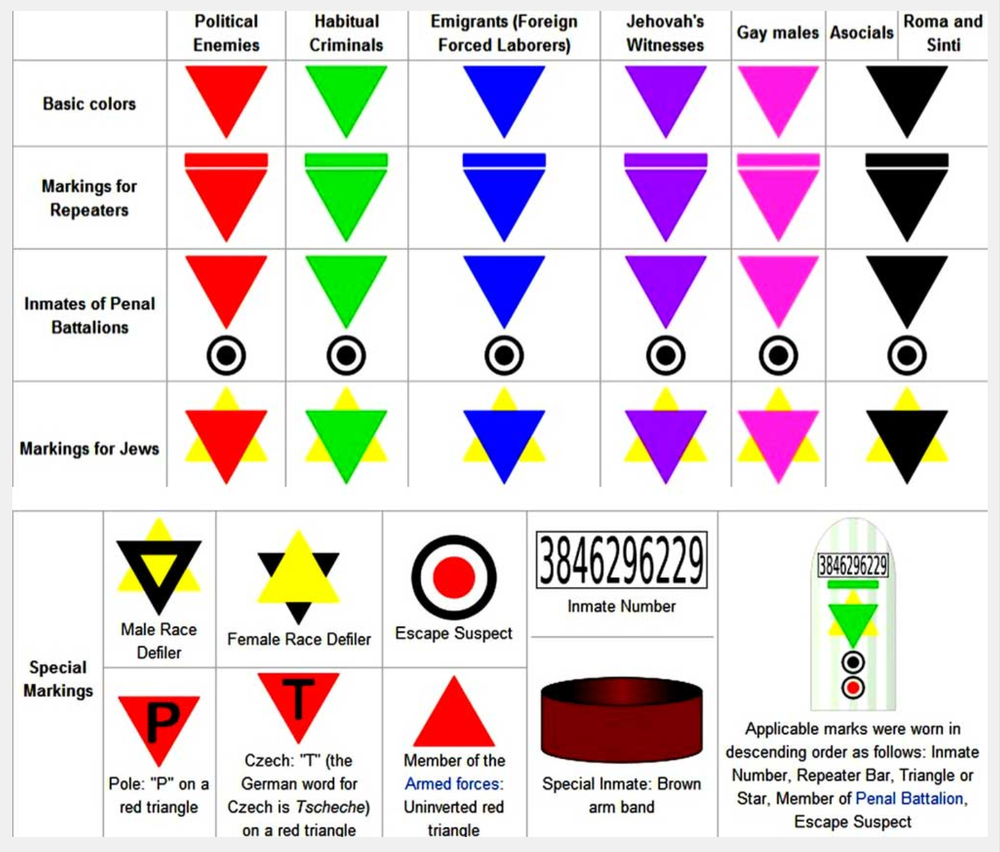 Political
Enemies
Habitual
Criminals
Emigrants (Foreign
Forced Laborers)
Jehovah's
Witnesses
Gay males
Asocials
Roma and
Sinti
Basic colors
Markings for
Repeaters
Inmates of Penal
Battalions
Markings for Jews
Special
Markings
Male Race
Defiler
Female Race Defiler
Escape Suspect
3846296229
Inmate Number
3846296229
P
Pole: "P" on a
red triangle
T
Czech: "T" (the
German word for
Czech is Tscheche)
on a red triangle
Member of the
Armed forces:
Uninverted red
triangle
Special Inmate: Brown
arm band
Applicable marks were worn in
descending order as follows: Inmate
Number, Repeater Bar, Triangle or
Star, Member of Penal Battalion,
Escape Suspect